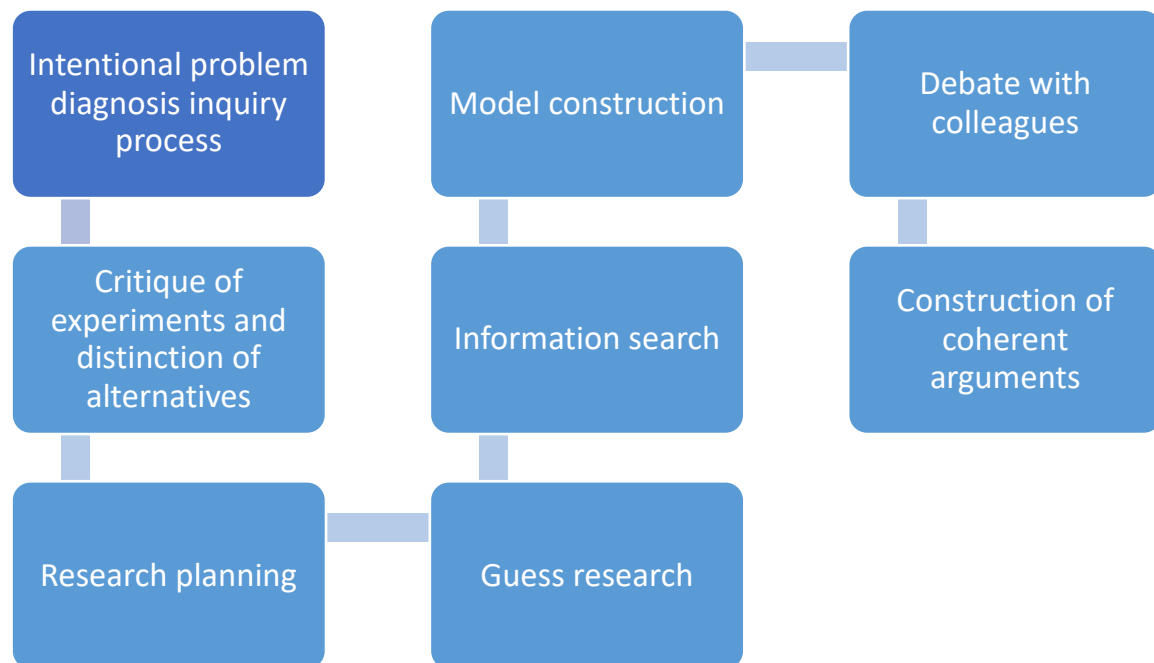 Intentional problem
diagnosis inquiry
process
Critique of
experiments and
distinction of
alternatives
Research planning
Guess research
Information search
Model construction
Debate with
colleagues
Construction of
coherent
arguments